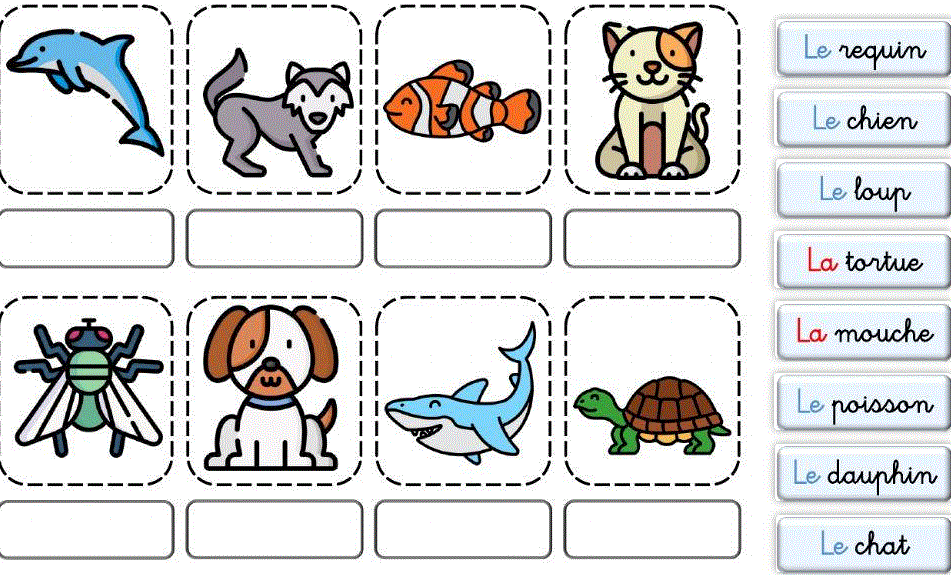 Le requin
Le chien
Le loup
La tortue
La mouche
Le poisson
Le dauphin
Le chat